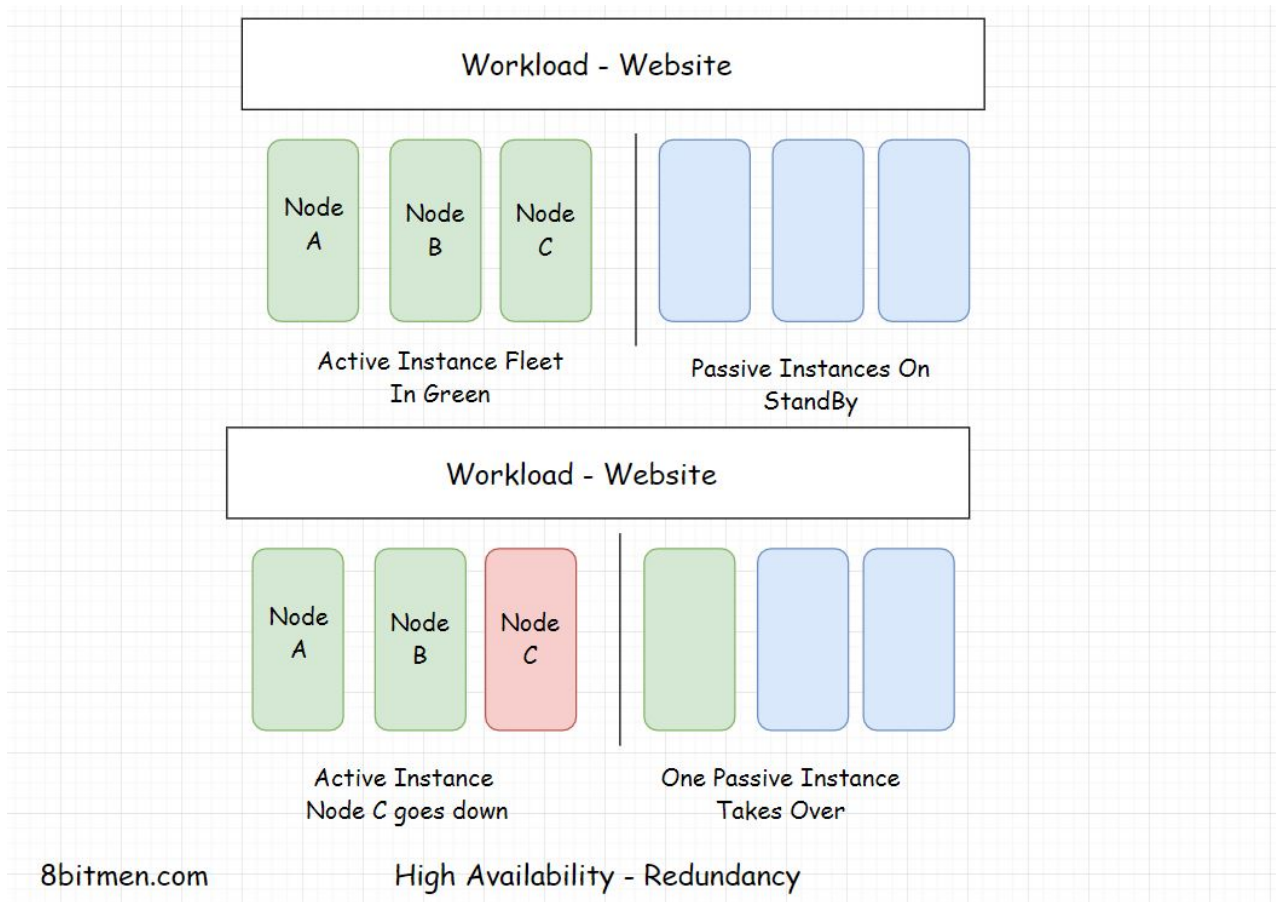 Workload - Website
Node
A
Node
B
Node
C
Active Instance Fleet
In Green
Passive Instances On
StandBy
Workload - Website
Node
A
Node
B
Node
C
Active Instance
Node C goes down
One Passive Instance
Takes Over
8bitmen.com
High Availability - Redundancy